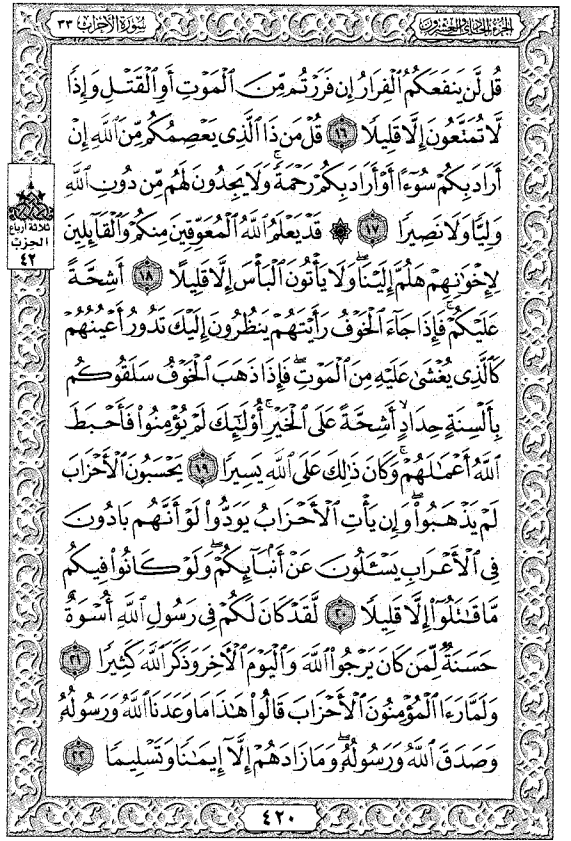 الجزء الحادي والعشرون
سورة الأحزاب ٣٣
قُل لَّن يَنفَعَكُمُ ٱلۡفِرَارُ إِن فَرَرۡتُم مِّنَ ٱلۡمَوۡتِ أَوِ ٱلۡقَتۡلِ وَإِذٗا
لَّا تُمَتَّعُونَ إِلَّا قَلِيلٗا ١٦ قُلۡ مَن ذَا ٱلَّذِي يَعۡصِمُكُم مِّنَ ٱللَّهِ إِنۡ
أَرَادَ بِكُمۡ سُوٓءًا أَوۡ أَرَادَ بِكُمۡ رَحۡمَةٗۚ وَلَا يَجِدُونَ لَهُم مِّن دُونِ ٱللَّهِ
وَلِيّٗا وَلَا نَصِيرٗا ١٧ ۞ قَدۡ يَعۡلَمُ ٱللَّهُ ٱلۡمُعَوِّقِينَ مِنكُمۡ وَٱلۡقَآئِلِينَ
لِإِخۡوَٰنِهِمۡ هَلُمَّ إِلَيۡنَاۖ وَلَا يَأۡتُونَ ٱلۡبَأۡسَ إِلَّا قَلِيلًا ١٨ أَشِحَّةً
عَلَيۡكُمۡۖ فَإِذَا جَآءَ ٱلۡخَوۡفُ رَأَيۡتَهُمۡ يَنظُرُونَ إِلَيۡكَ تَدُورُ أَعۡيُنُهُمۡ
كَٱلَّذِي يُغۡشَىٰ عَلَيۡهِ مِنَ ٱلۡمَوۡتِۖ فَإِذَا ذَهَبَ ٱلۡخَوۡفُ سَلَقُوكُم
بِأَلۡسِنَةٍ حِدَادٍ أَشِحَّةً عَلَى ٱلۡخَيۡرِۚ أُوْلَٰٓئِكَ لَمۡ يُؤۡمِنُواْ فَأَحۡبَطَ
ٱللَّهُ أَعۡمَٰلَهُمۡۚ وَكَانَ ذَٰلِكَ عَلَى ٱللَّهِ يَسِيرٗا ١٩ يَحۡسَبُونَ ٱلۡأَحۡزَابَ
لَمۡ يَذۡهَبُواْۖ وَإِن يَأۡتِ ٱلۡأَحۡزَابُ يَوَدُّواْ لَوۡ أَنَّهُم بَادُونَ
فِي ٱلۡأَعۡرَابِ يَسۡـَٔلُونَ عَنۡ أَنۢبَآئِكُمۡۖ وَلَوۡ كَانُواْ فِيكُم
مَّا قَٰتَلُوٓاْ إِلَّا قَلِيلٗا ٢٠ لَّقَدۡ كَانَ لَكُمۡ فِي رَسُولِ ٱللَّهِ أُسۡوَةٌ
حَسَنَةٞ لِّمَن كَانَ يَرۡجُواْ ٱللَّهَ وَٱلۡيَوۡمَ ٱلۡأٓخِرَ وَذَكَرَ ٱللَّهَ كَثِيرٗا ٢١
وَلَمَّا رَءَا ٱلۡمُؤۡمِنُونَ ٱلۡأَحۡزَابَ قَالُواْ هَٰذَا مَا وَعَدَنَا ٱللَّهُ وَرَسُولُهُۥ
وَصَدَقَ ٱللَّهُ وَرَسُولُهُۥۚ وَمَا زَادَهُمۡ إِلَّآ إِيمَٰنٗا وَتَسۡلِيمٗا ٢٢
ثلاثة أرباع
الحزب
٤٢
٤٢٠